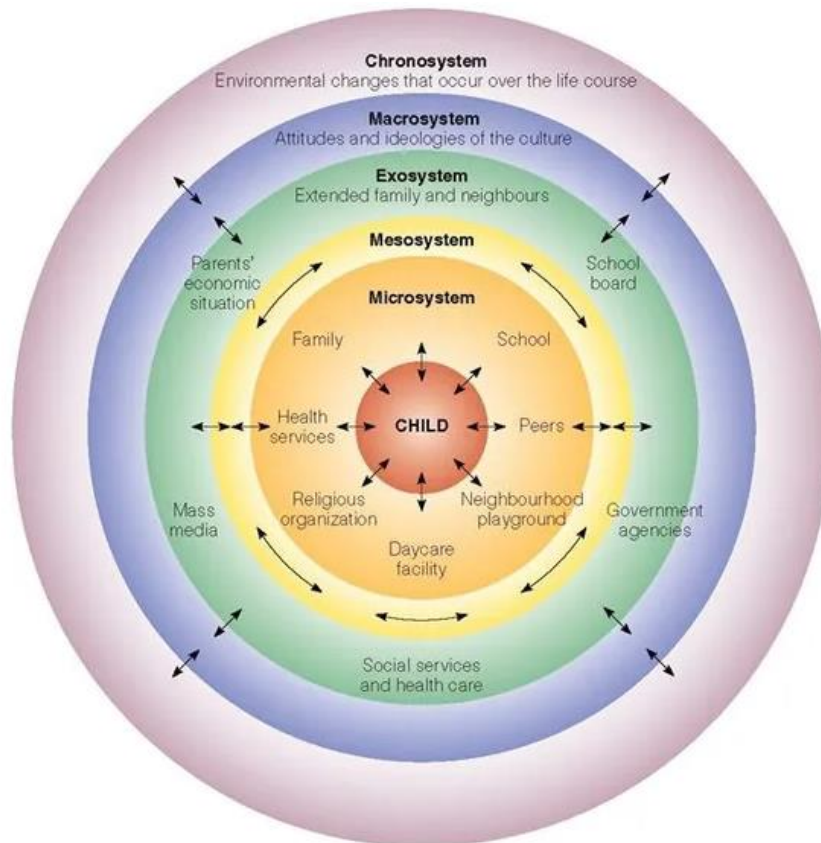 Chronosystem
Environmental changes that occur over the life course
Macrosystem
Attitudes and ideologies of the culture
Exosystem
Extended family and neighbours
Mesosystem
Parents'
economic
situation
School
board
Microsystem
Family
School
Health
services
CHILD
Peers
Religious
organization
Neighbourhood
playground
Mass
media
Government
agencies
Daycare
facility
Social services
and health care